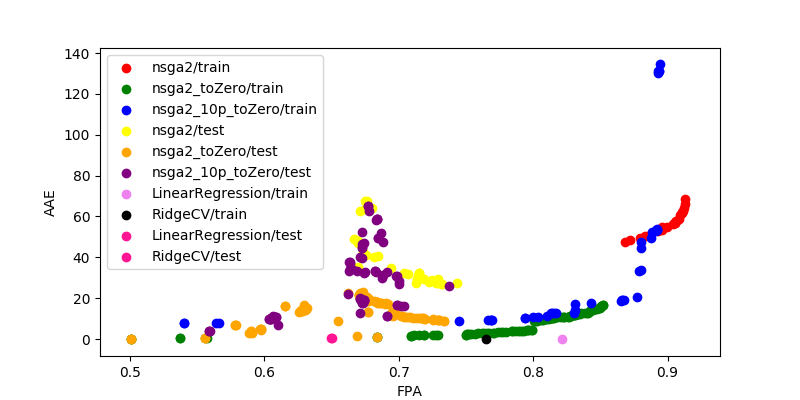 140
120
100
80
60
40
20
0
AAE
nsga2/train
nsga2_toZero/train
nsga2_10p_toZero/train
nsga2/test
nsga2_toZero/test
nsga2_10p_toZero/test
LinearRegression/train
RidgeCV/train
LinearRegression/test
RidgeCV/test
0.5 0.6 0.7 0.8 0.9
FPA